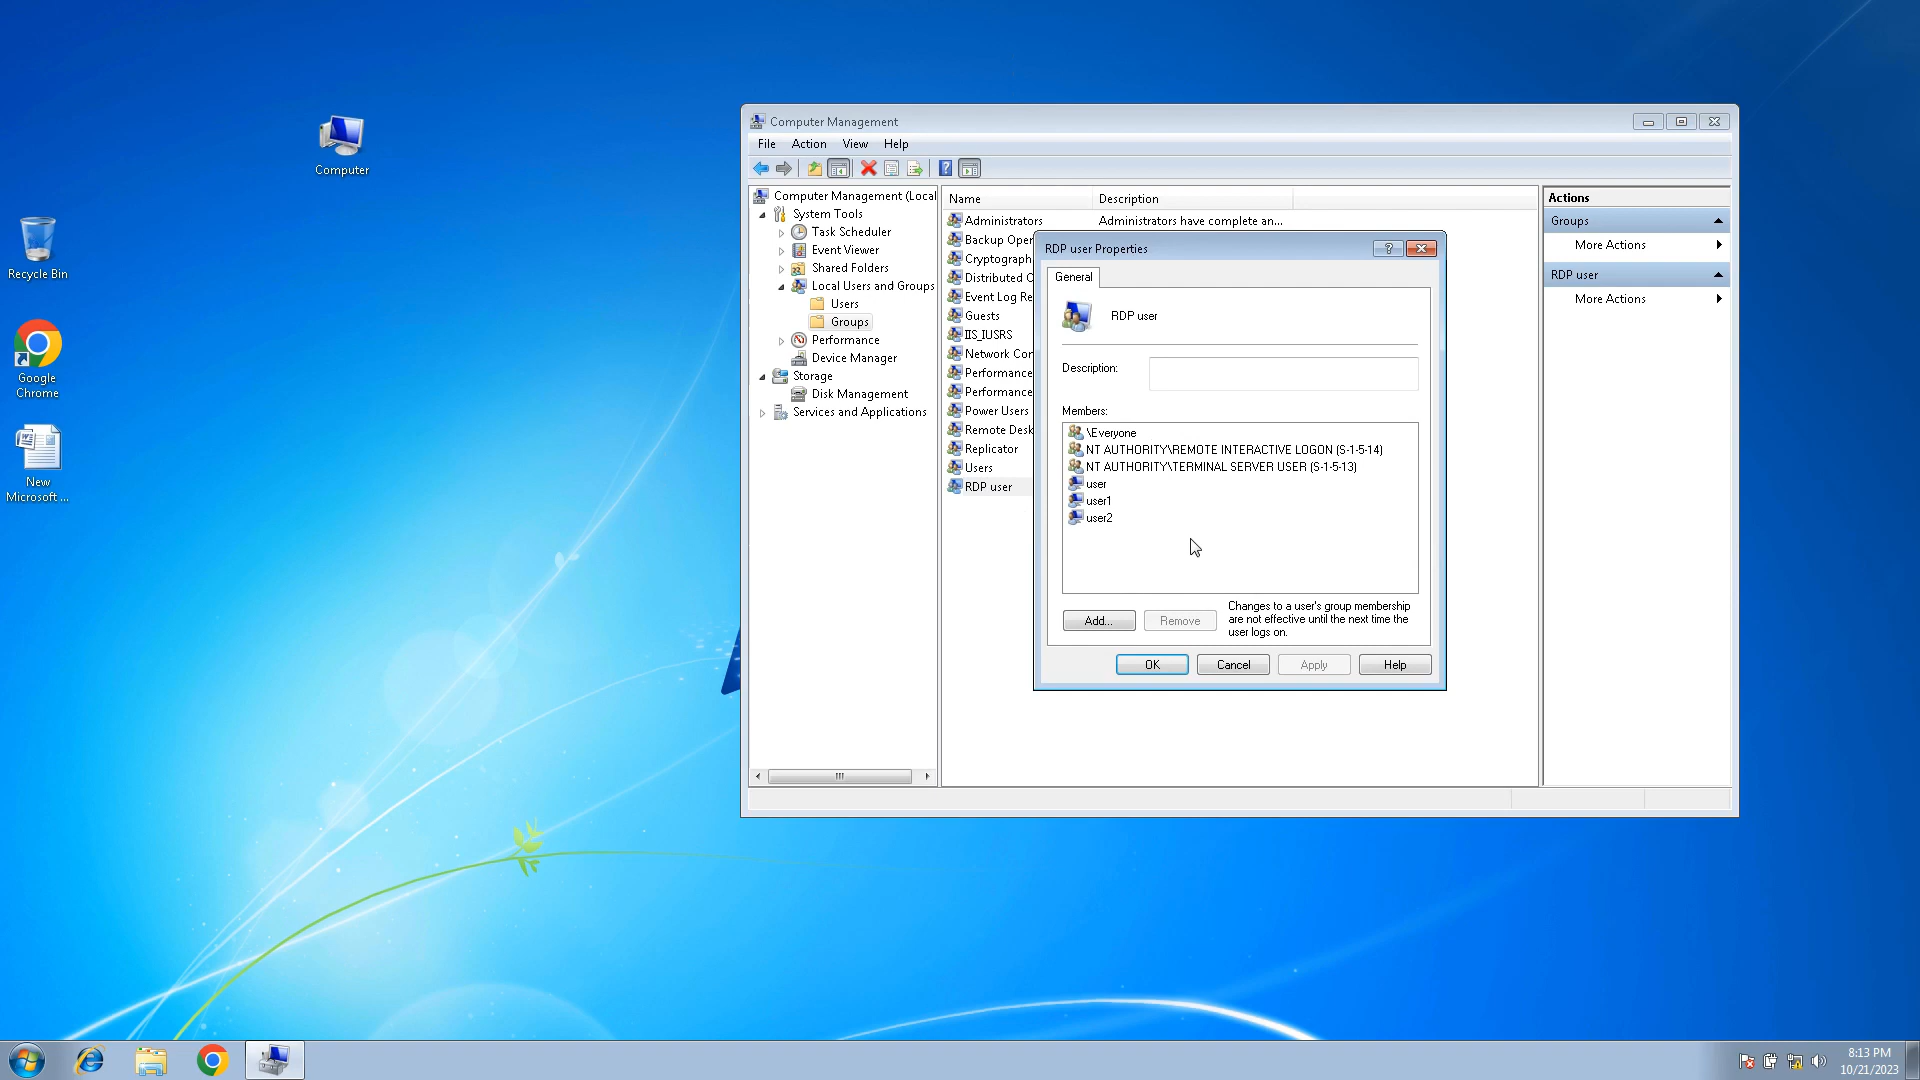 Computer
Recycle Bin
Google
Chrome
New
Microsoft ...
Computer Management
File Action View Help
Computer Management (Local
System Tools
Task Scheduler
Event Viewer
Shared Folders
Local Users and Groups
Users
Groups
Performance
Device Manager
Storage
Disk Management
Services and Applications
Name Description
Administrators Administrators have complete an...
Backup Oper
Cryptograph
Distributed C
Event Log Re
Guests
IIS_IUSRS
Network Cor
Performance
Performance
Power Users
Remote Desk
Replicator
Users
RDP user
RDP user Properties
General
RDP user
Description:
Members:
\Everyone
NT AUTHORITY\REMOTE INTERACTIVE LOGON (S-1-5-14)
NT AUTHORITY\TERMINAL SERVER USER (S-1-5-13)
user
user1
user2
Add... Remove
Changes to a user's group membership
are not effective until the next time the
user logs on.
OK Cancel Apply Help
Actions
Groups
More Actions
RDP user
More Actions
8:13 PM
10/21/2023